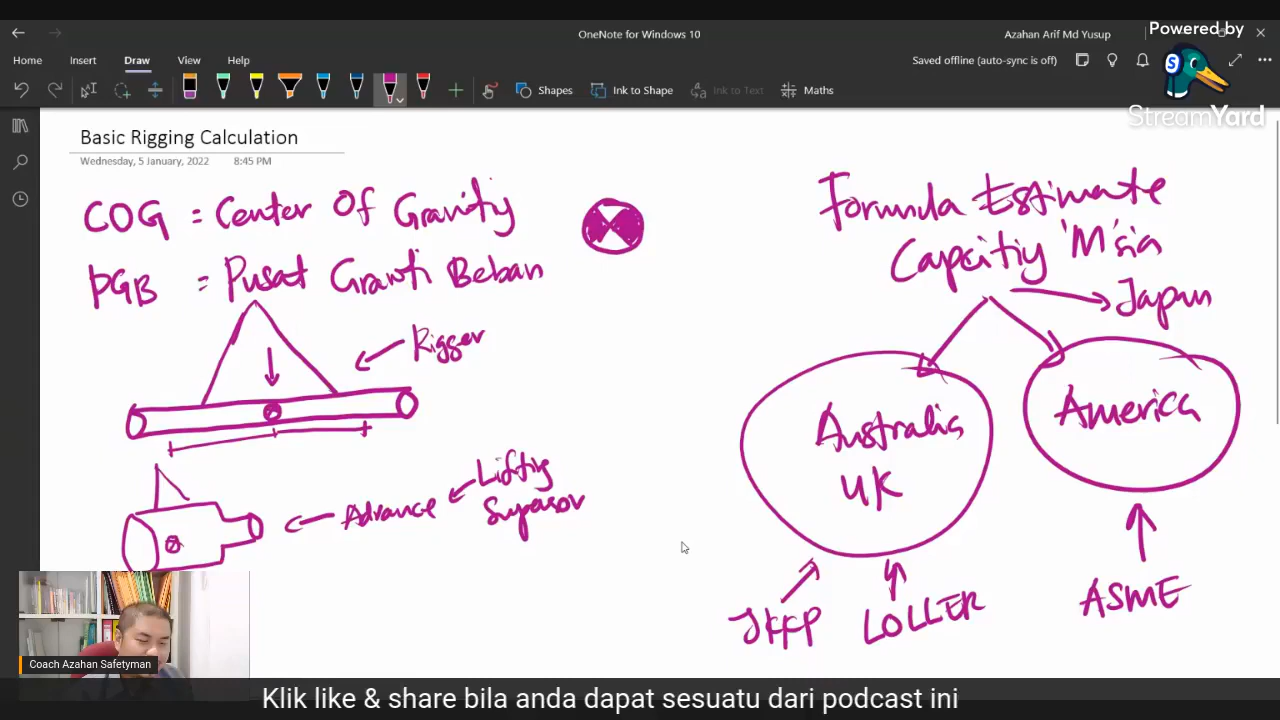 OneNote for Windows 10
Azahan Arif Md Yusup
Powered by
StreamYard
Home Insert Draw View Help
Saved offline (auto-sync is off)
Shapes Ink to Shape Ink to Text Maths
Basic Rigging Calculation
Wednesday, 5 January, 2022 8:45 PM
COG = Center Of Gravity
PGB = Pusat Graviti Beban
Rigger
Advance
Lifting
Formula Estimate
Capcitiy 'M'sia
Japan
Australia
UK
America
JKKP
LOLLER
ASME
Coach Azahan Safetyman
Klik like & share bila anda dapat sesuatu dari podcast ini